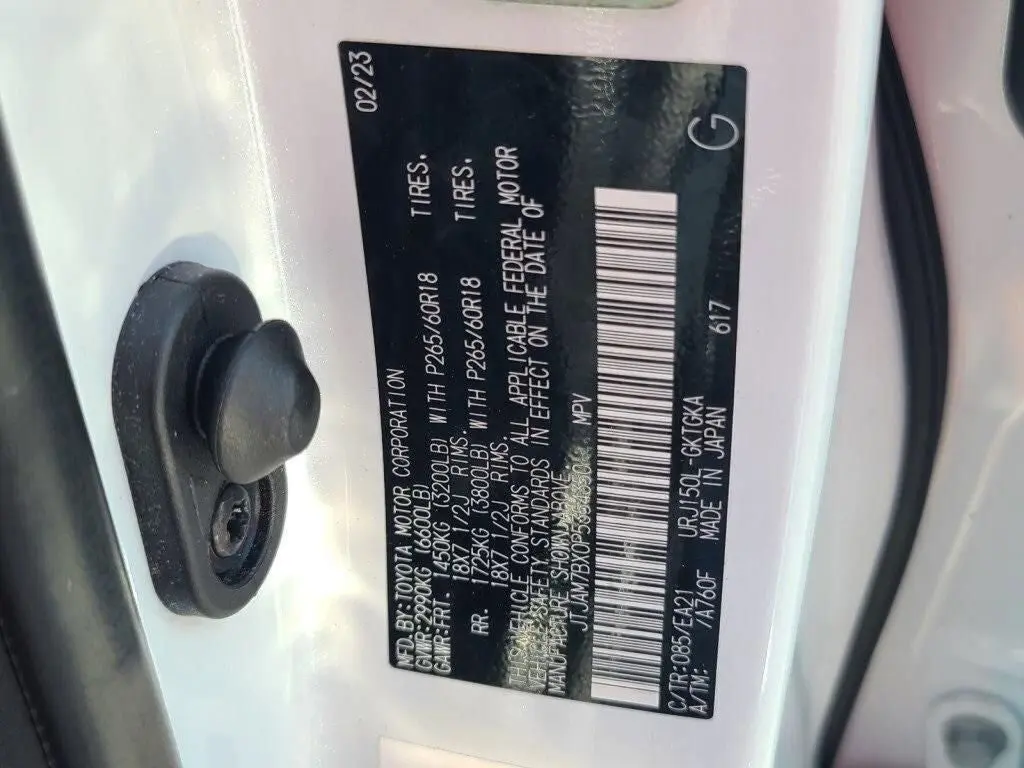 MFD. BY: TOYOTA MOTOR CORPORATION 02/23
GVWR: 2990KG (6600LB)
GAWR: FRT. 1450KG (3200LB) WITH P265/60R18 TIRES.
18X7 1/2J RIMS.
RR. 1725KG (3800LB) WITH P265/60R18 TIRES.
18X7 1/2J RIMS.
THIS VEHICLE CONFORMS TO ALL APPLICABLE FEDERAL MOTOR
VEHICLE SAFETY STANDARDS IN EFFECT ON THE DATE OF
MANUFACTURE SHOWN ABOVE.
MPV
C/TR: 085/EA21 URJ150L-GKTGKA
A/TM: /A760F MADE IN JAPAN 617
G